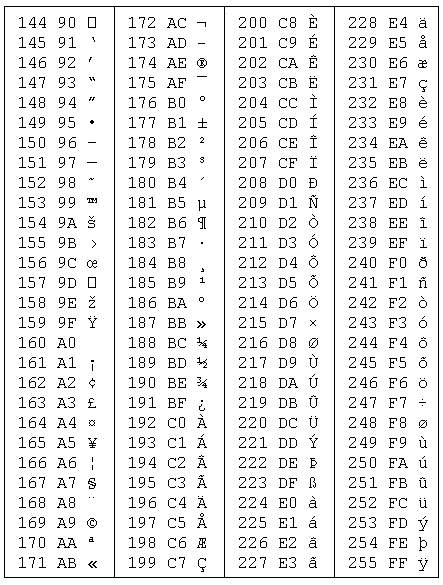 144 90 □
145 91 ‘
146 92 ’
147 93 “
148 94 ”
149 95 •
150 96 –
151 97 —
152 98 ˜
153 99 ™
154 9A š
155 9B ›
156 9C œ
157 9D □
158 9E ž
159 9F Ÿ
160 A0
161 A1 ¡
162 A2 ¢
163 A3 £
164 A4 ¤
165 A5 ¥
166 A6 ¦
167 A7 §
168 A8 ¨
169 A9 ©
170 AA ª
171 AB «
172 AC ¬
173 AD -
174 AE ®
175 AF ¯
176 B0 °
177 B1 ±
178 B2 ²
179 B3 ³
180 B4 ´
181 B5 µ
182 B6 ¶
183 B7 ·
184 B8 ¸
185 B9 ¹
186 BA º
187 BB »
188 BC ¼
189 BD ½
190 BE ¾
191 BF ¿
192 C0 À
193 C1 Á
194 C2 Â
195 C3 Ã
196 C4 Ä
197 C5 Å
198 C6 Æ
199 C7 Ç
200 C8 È
201 C9 É
202 CA Ê
203 CB Ë
204 CC Ì
205 CD Í
206 CE Î
207 CF Ï
208 D0 Ð
209 D1 Ñ
210 D2 Ò
211 D3 Ó
212 D4 Ô
213 D5 Õ
214 D6 Ö
215 D7 ×
216 D8 Ø
217 D9 Ù
218 DA Ú
219 DB Û
220 DC Ü
221 DD Ý
222 DE Þ
223 DF ß
224 E0 à
225 E1 á
226 E2 â
227 E3 ã
228 E4 ä
229 E5 å
230 E6 æ
231 E7 ç
232 E8 è
233 E9 é
234 EA ê
235 EB ë
236 EC ì
237 ED í
238 EE î
239 EF ï
240 F0 ð
241 F1 ñ
242 F2 ò
243 F3 ó
244 F4 ô
245 F5 õ
246 F6 ö
247 F7 ÷
248 F8 ø
249 F9 ù
250 FA ú
251 FB û
252 FC ü
253 FD ý
254 FE þ
255 FF ÿ